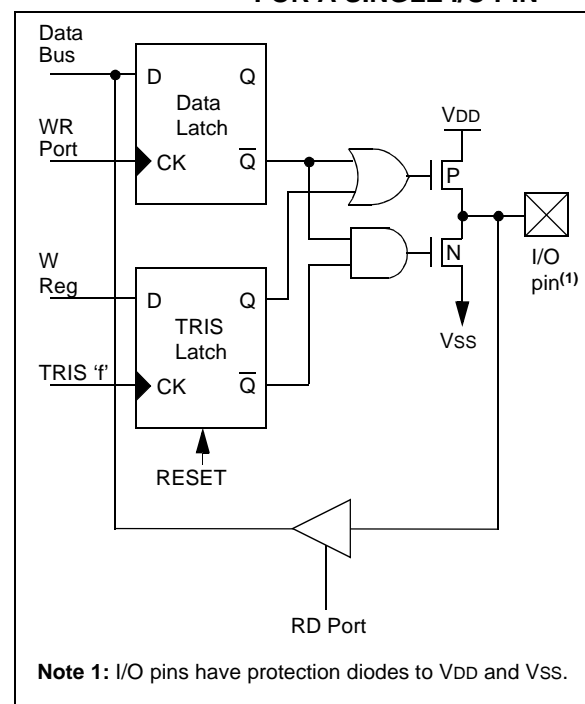 FOR A SINGLE I/O PIN
Data
Bus
D Q
Data
Latch
WR
Port
CK Q
VDD
P
N
I/O
pin(1)
VSS
W
Reg
D Q
TRIS
Latch
TRIS ‘f’
CK Q
RESET
RD Port
Note 1: I/O pins have protection diodes to VDD and VSS.